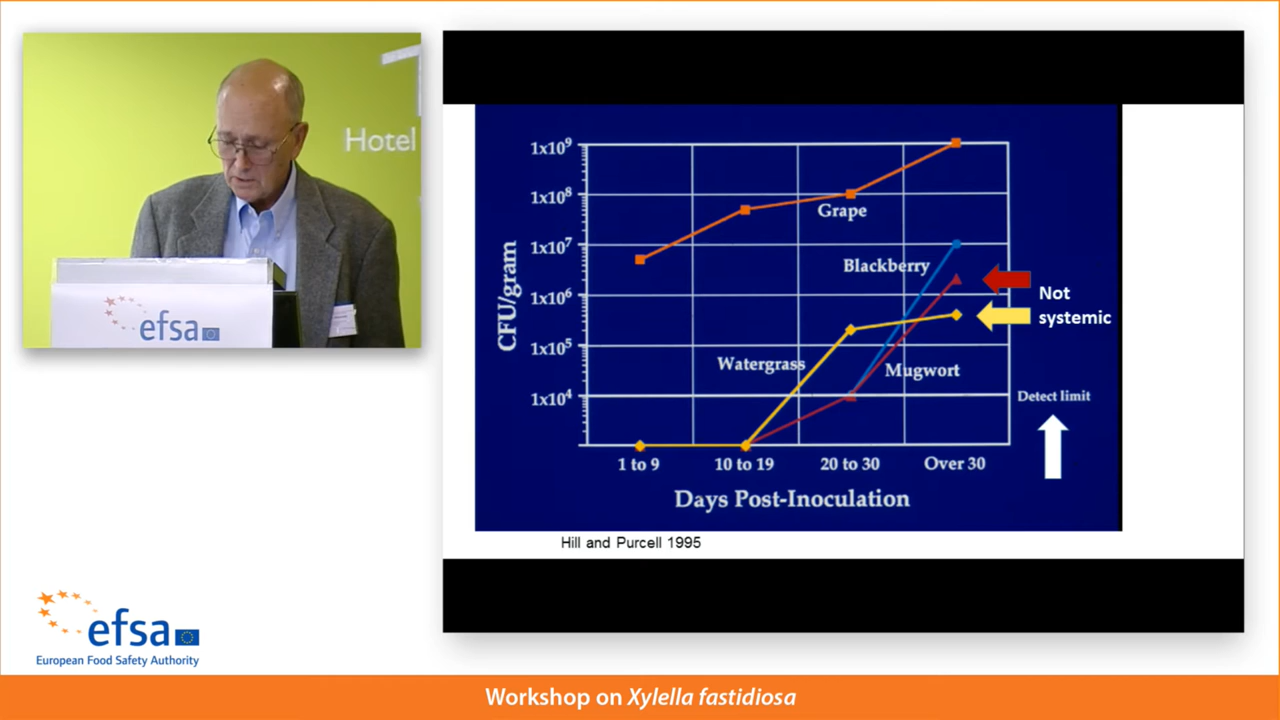 Hotel
efsa
1x10⁹
1x10⁸
1x10⁷
1x10⁶
1x10⁵
1x10⁴
CFU/gram
Grape
Blackberry
Watergrass
Mugwort
Not
systemic
Detect limit
1 to 9
10 to 19
20 to 30
Over 30
Days Post-Inoculation
Hill and Purcell 1995
efsa
European Food Safety Authority
Workshop on Xylella fastidiosa